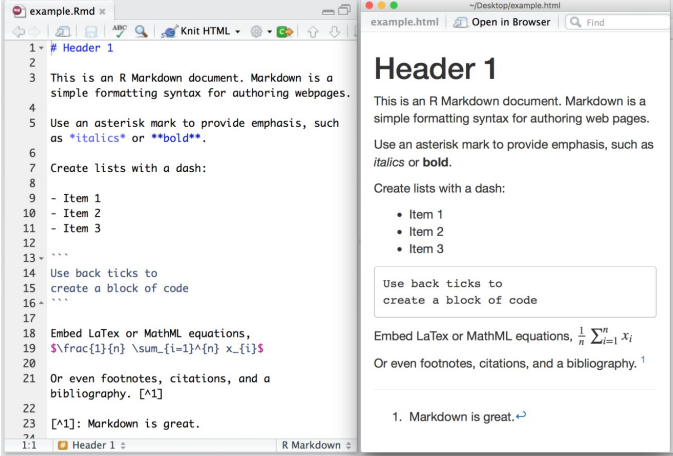 example.Rmd
ABC
Knit HTML
1 # Header 1
2
3 This is an R Markdown document. Markdown is a
simple formatting syntax for authoring webpages.
4
5 Use an asterisk mark to provide emphasis, such
as *italics* or **bold**.
6
7 Create lists with a dash:
8
9 - Item 1
10 - Item 2
11 - Item 3
12
13 ```
14 Use back ticks to
15 create a block of code
16 ```
17
18 Embed LaTex or MathML equations,
19 $\frac{1}{n} \sum_{i=1}^{n} x_{i}$
20
21 Or even footnotes, citations, and a
bibliography. [^1]
22
23 [^1]: Markdown is great.
24
1:1 # Header 1 R Markdown
~/Desktop/example.html
example.html Open in Browser Find
Header 1
This is an R Markdown document. Markdown is a
simple formatting syntax for authoring web pages.
Use an asterisk mark to provide emphasis, such as
italics or bold.
Create lists with a dash:
• Item 1
• Item 2
• Item 3
Use back ticks to
create a block of code
Embed LaTex or MathML equations, 1/n ∑ⁿᵢ₌₁ xᵢ
Or even footnotes, citations, and a bibliography. ¹
1. Markdown is great.↩